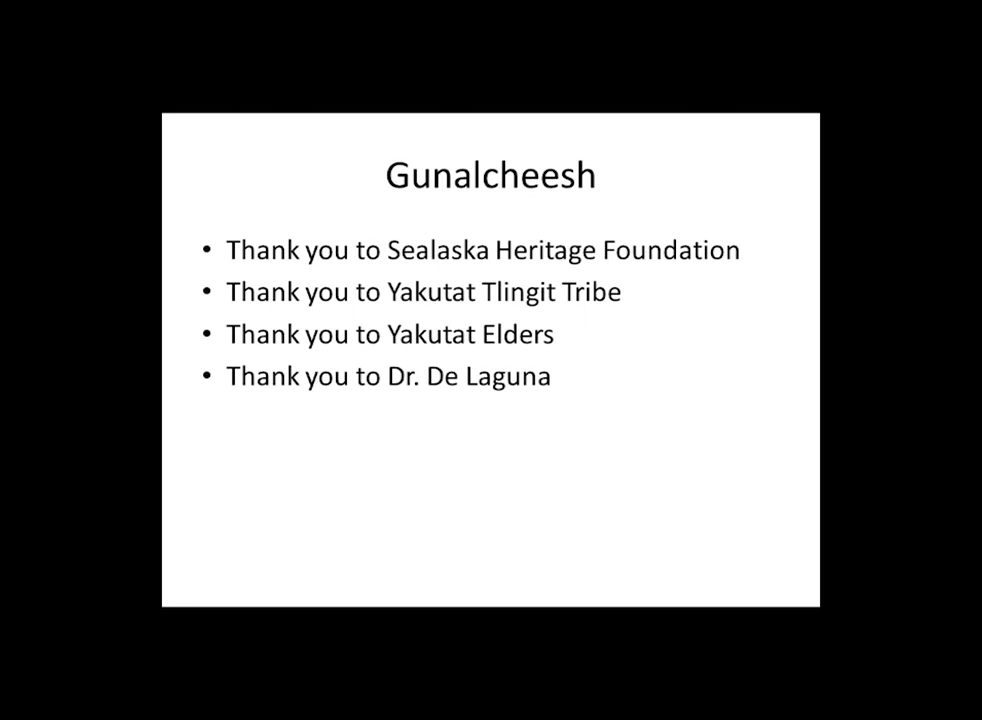 Gunalcheesh
• Thank you to Sealaska Heritage Foundation
• Thank you to Yakutat Tlingit Tribe
• Thank you to Yakutat Elders
• Thank you to Dr. De Laguna